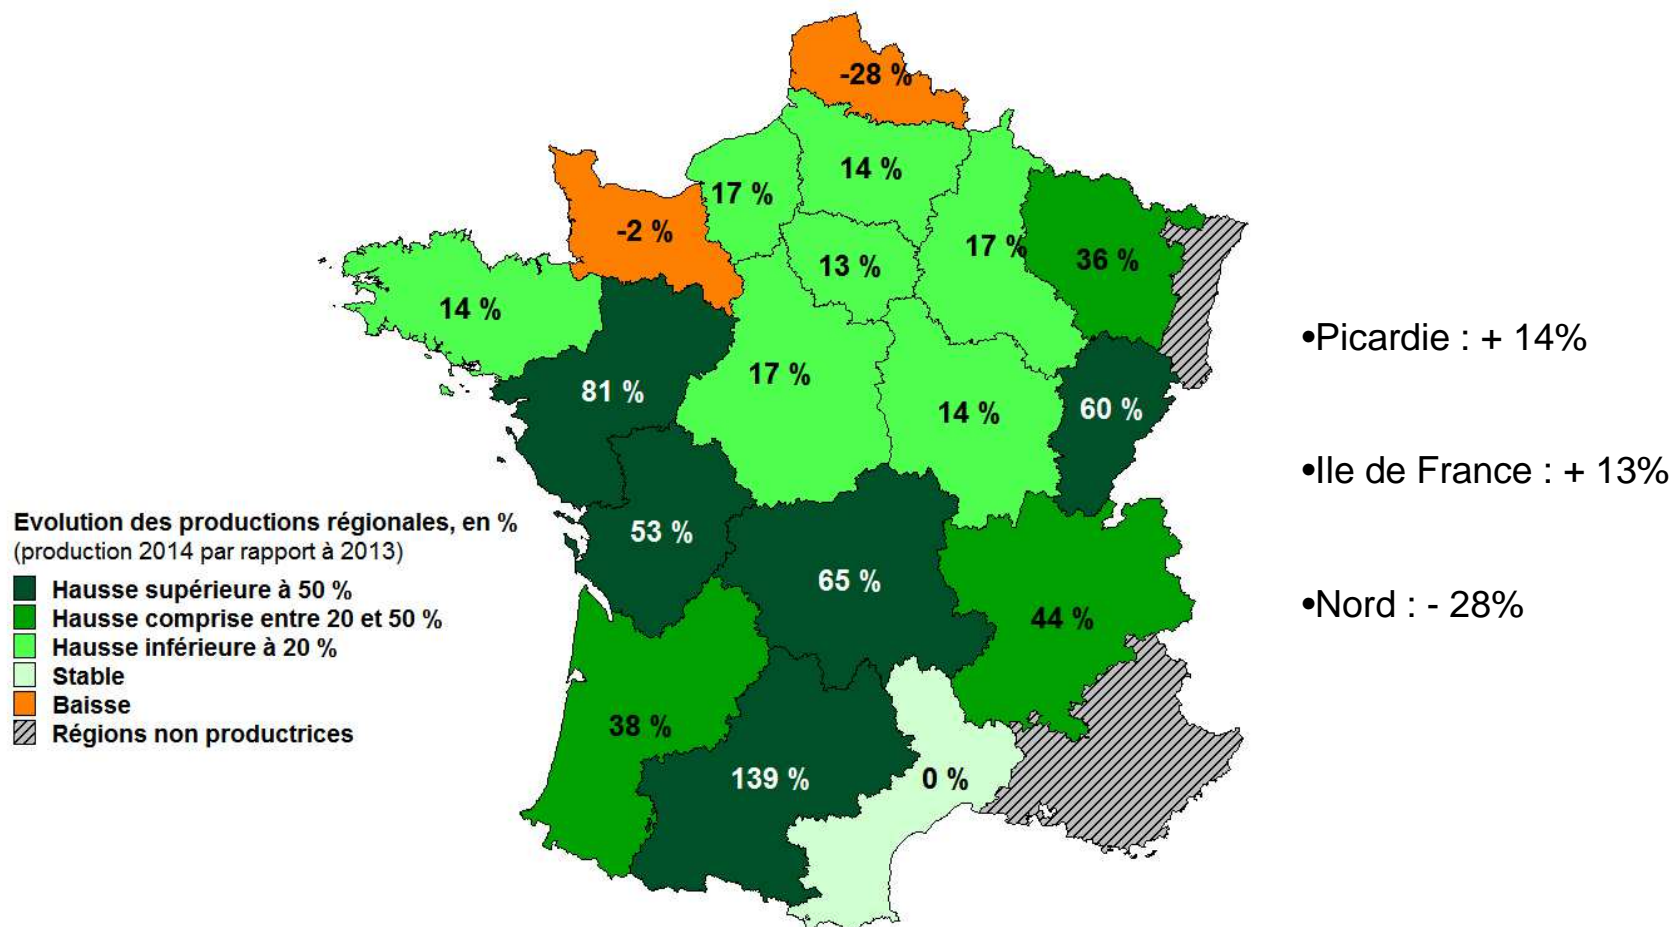 -28 %
14 %
17 %
-2 %
17 %
36 %
13 %
14 %
81 %
17 %
14 %
60 %
53 %
65 %
44 %
38 %
139 %
0 %
Evolution des productions régionales, en %
(production 2014 par rapport à 2013)
Hausse supérieure à 50 %
Hausse comprise entre 20 et 50 %
Hausse inférieure à 20 %
Stable
Baisse
Régions non productrices
•Picardie : + 14%
•Ile de France : + 13%
•Nord : - 28%